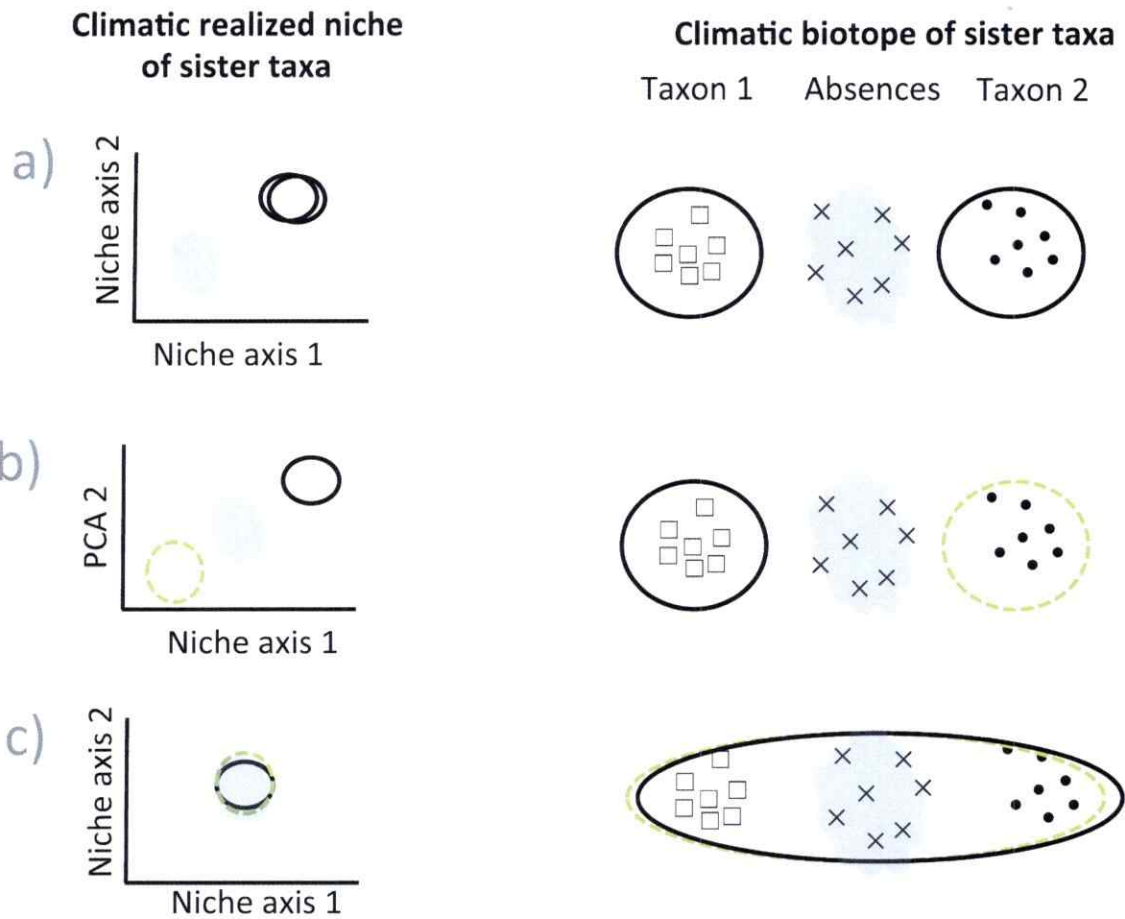 Climatic realized niche
of sister taxa
Climatic biotope of sister taxa
Taxon 1 Absences Taxon 2
a)
Niche axis 2
Niche axis 1
b)
PCA 2
Niche axis 1
c)
Niche axis 2
Niche axis 1